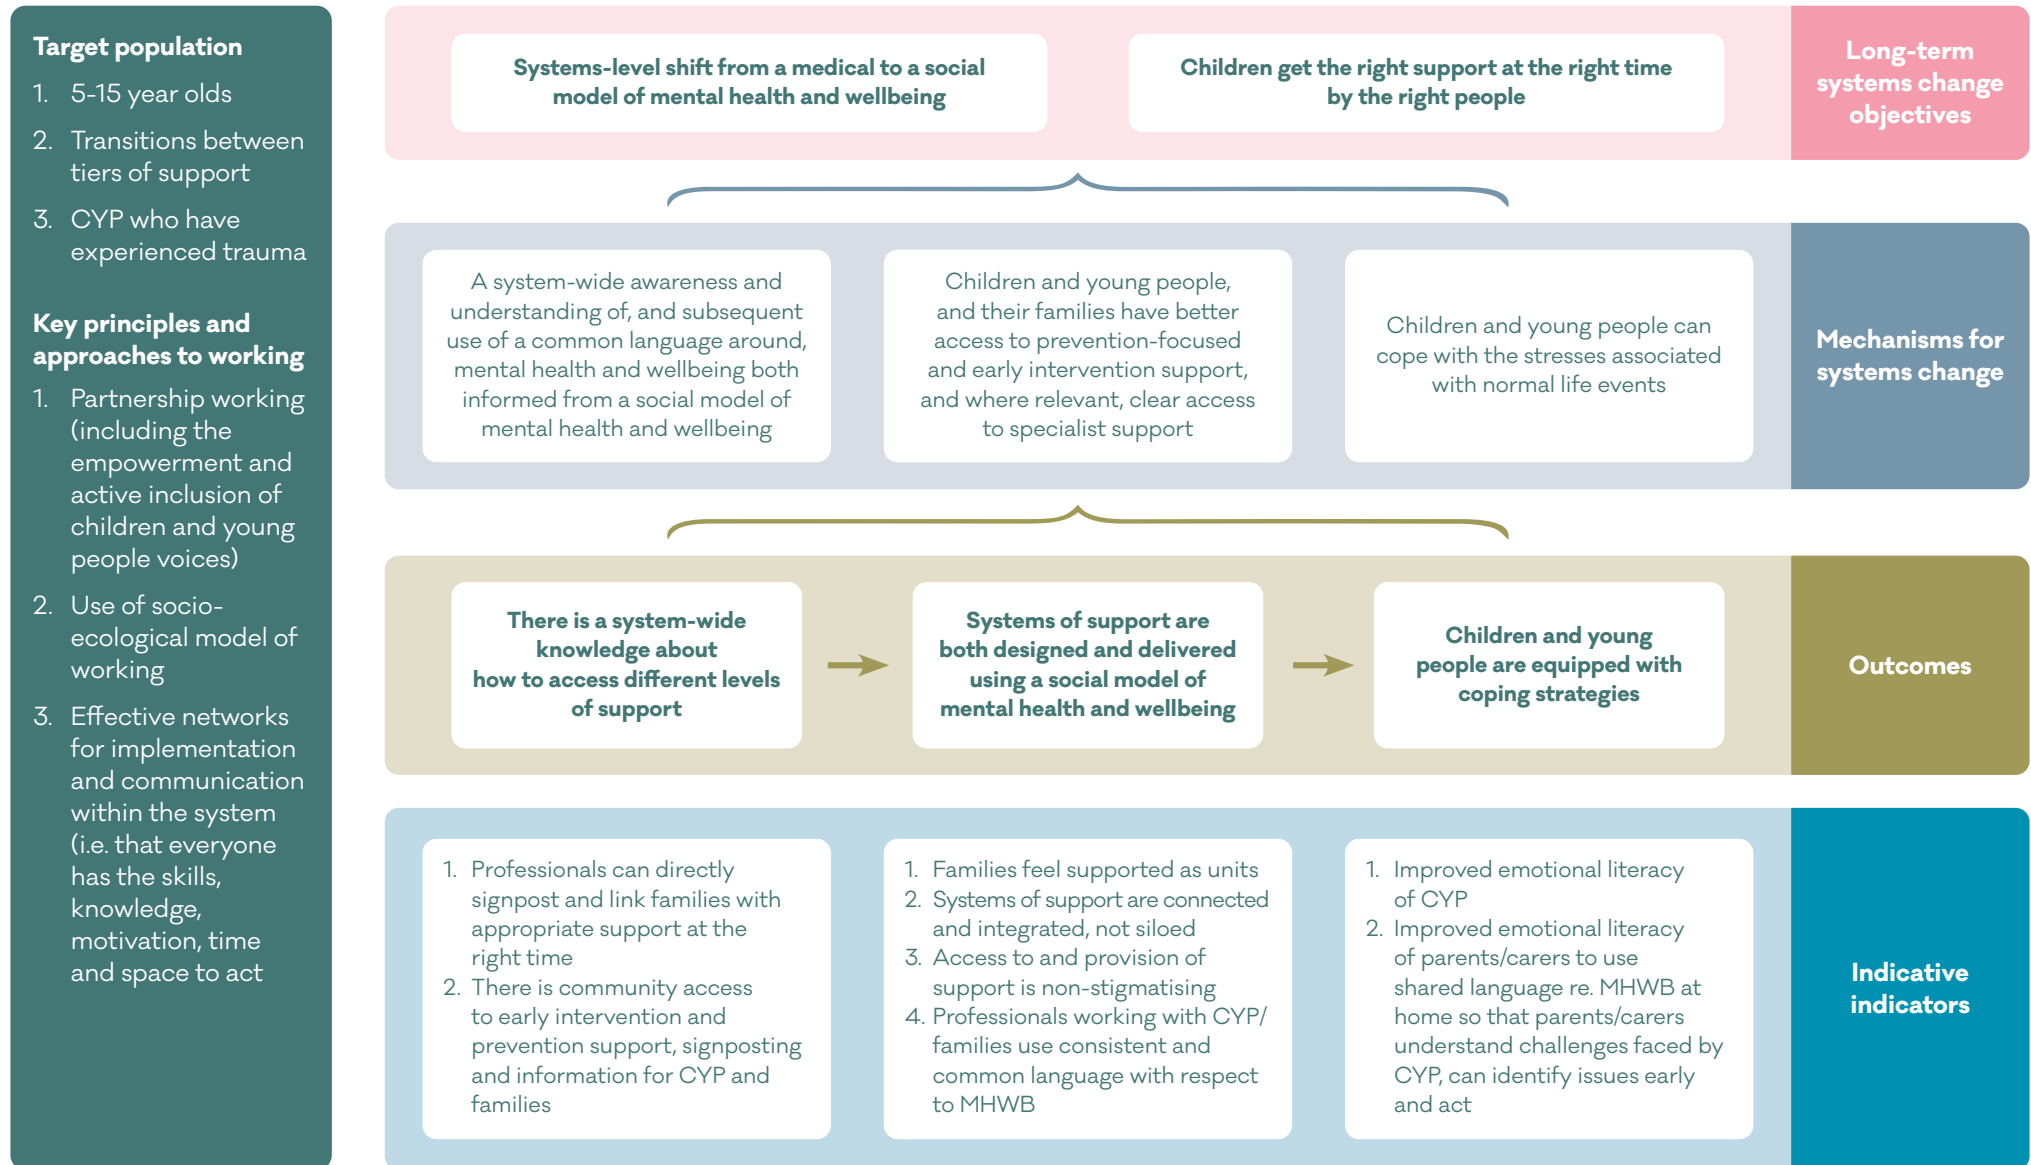 Target population
1. 5-15 year olds
2. Transitions between
tiers of support
3. CYP who have
experienced trauma
Key principles and
approaches to working
1. Partnership working
(including the
empowerment and
active inclusion of
children and young
people voices)
2. Use of socio-
ecological model of
working
3. Effective networks
for implementation
and communication
within the system
(i.e. that everyone
has the skills,
knowledge,
motivation, time
and space to act
Systems-level shift from a medical to a social
model of mental health and wellbeing
Children get the right support at the right time
by the right people
Long-term
systems change
objectives
A system-wide awareness and
understanding of, and subsequent
use of a common language around,
mental health and wellbeing both
informed from a social model of
mental health and wellbeing
Children and young people,
and their families have better
access to prevention-focused
and early intervention support,
and where relevant, clear access
to specialist support
Children and young people can
cope with the stresses associated
with normal life events
Mechanisms for
systems change
There is a system-wide
knowledge about
how to access different levels
of support
Systems of support are
both designed and delivered
using a social model of
mental health and wellbeing
Children and young
people are equipped with
coping strategies
Outcomes
1. Professionals can directly
signpost and link families with
appropriate support at the
right time
2. There is community access
to early intervention and
prevention support, signposting
and information for CYP and
families
1. Families feel supported as units
2. Systems of support are connected
and integrated, not siloed
3. Access to and provision of
support is non-stigmatising
4. Professionals working with CYP/
families use consistent and
common language with respect
to MHWB
1. Improved emotional literacy
of CYP
2. Improved emotional literacy
of parents/carers to use
shared language re. MHWB at
home so that parents/carers
understand challenges faced by
CYP, can identify issues early
and act
Indicative
indicators